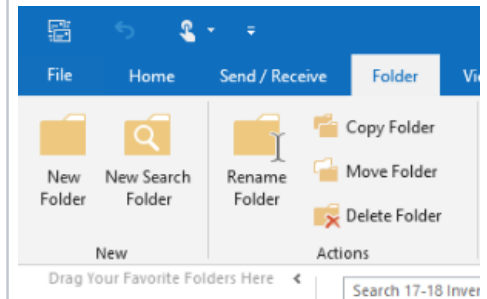 File Home Send / Receive Folder
New Folder
New Search Folder
Rename Folder
Copy Folder
Move Folder
Delete Folder
New
Actions
Drag Your Favorite Folders Here
Search 17-18